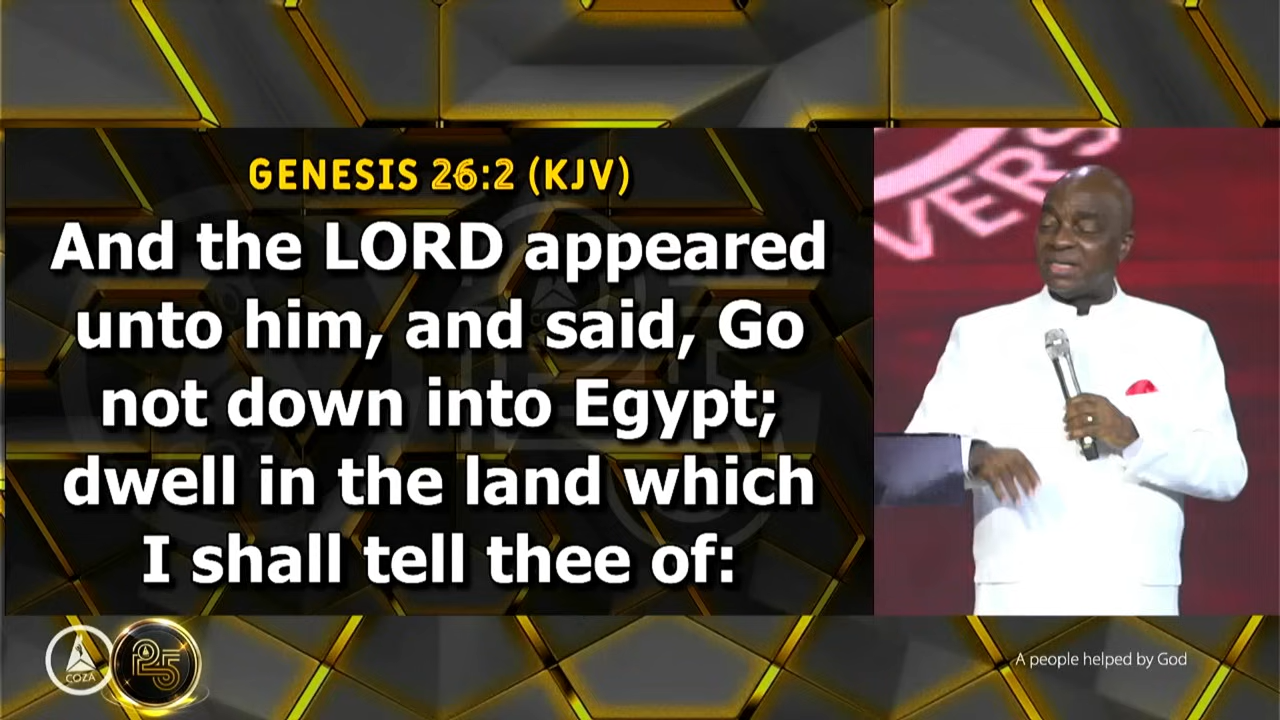 GENESIS 26:2 (KJV)
And the LORD appeared
unto him, and said, Go
not down into Egypt;
dwell in the land which
I shall tell thee of:
VERS
COZA
25
A people helped by God